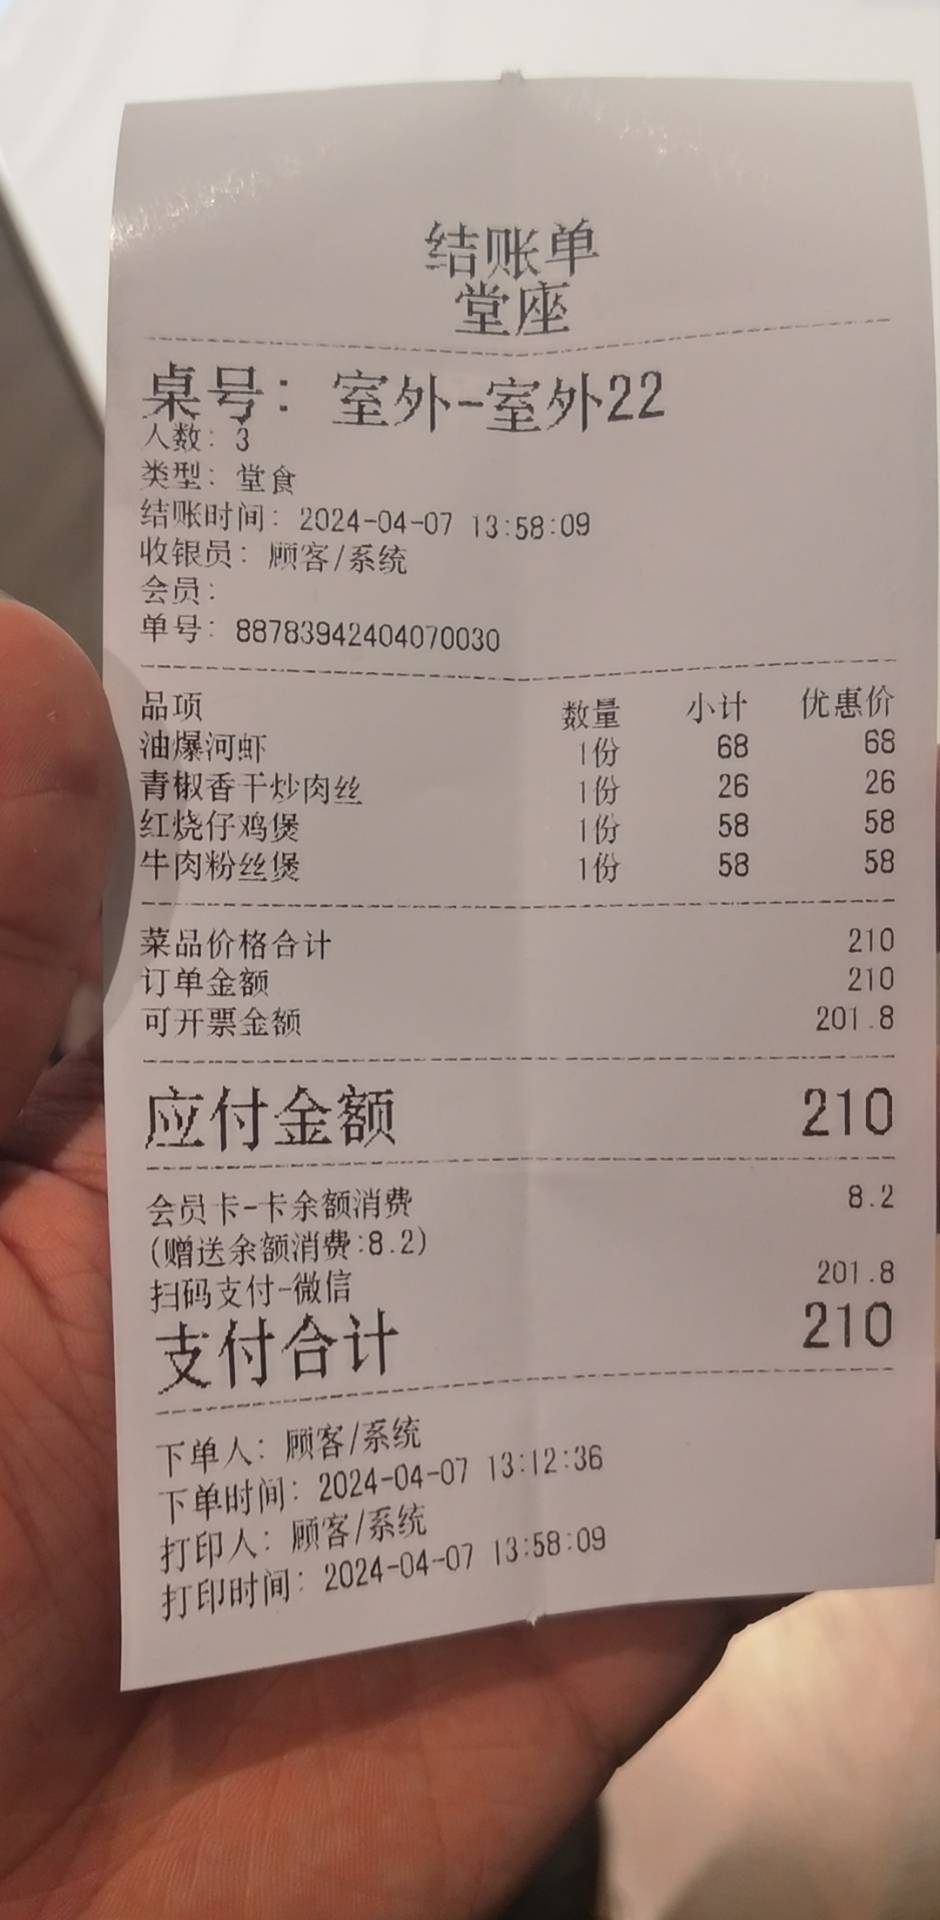 结账单
堂座
桌号: 室外-室外22
人数: 3
类型: 堂食
结账时间: 2024-04-07 13:58:09
收银员: 顾客/系统
会员:
单号: 88783942404070030
品项 数量 小计 优惠价
油爆河虾 1份 68 68
青椒香干炒肉丝 1份 26 26
红烧仔鸡煲 1份 58 58
牛肉粉丝煲 1份 58 58
菜品价格合计 210
订单金额 210
可开票金额 201.8
应付金额 210
会员卡-卡余额消费 8.2
(赠送余额消费:8.2)
扫码支付-微信 201.8
支付合计 210
下单人: 顾客/系统
下单时间: 2024-04-07 13:12:36
打印人: 顾客/系统
打印时间: 2024-04-07 13:58:09